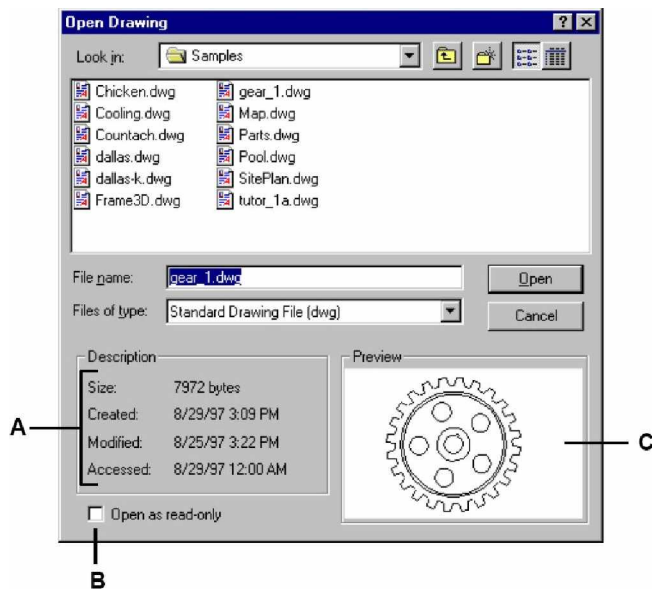 Open Drawing
Look in: Samples
Chicken.dwg
Cooling.dwg
Countach.dwg
dallas.dwg
dallas-k.dwg
Frame3D.dwg
gear_1.dwg
Map.dwg
Parts.dwg
Pool.dwg
SitePlan.dwg
tutor_1a.dwg
File name: gear_1.dwg Open
Files of type: Standard Drawing File (dwg) Cancel
Description Preview
Size: 7972 bytes
Created: 8/29/97 3:09 PM
Modified: 8/25/97 3:22 PM
Accessed: 8/29/97 12:00 AM
A
C
Open as read-only
B